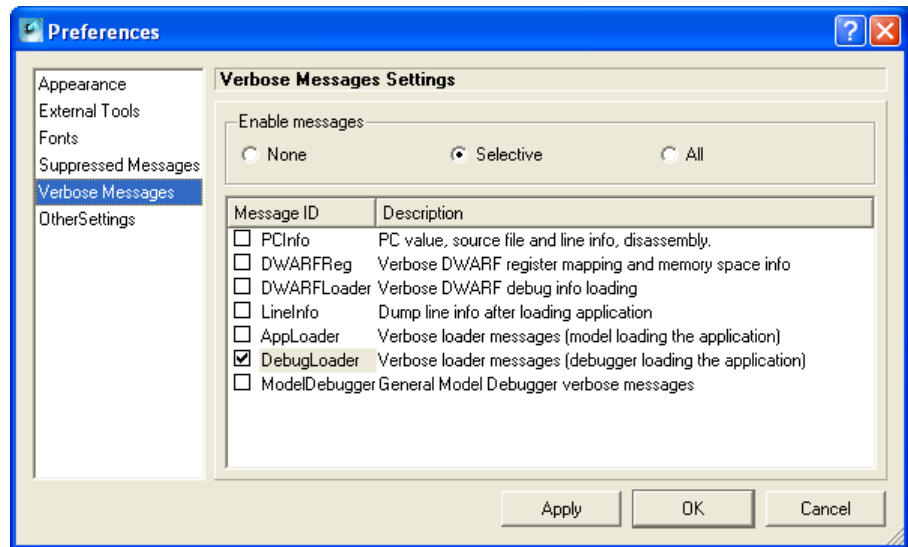 Preferences
Appearance
External Tools
Fonts
Suppressed Messages
Verbose Messages
OtherSettings
Verbose Messages Settings
Enable messages
None Selective All
Message ID Description
PCInfo PC value, source file and line info, disassembly.
DWARFReg Verbose DWARF register mapping and memory space info
DWARFLoader Verbose DWARF debug info loading
LineInfo Dump line info after loading application
AppLoader Verbose loader messages (model loading the application)
DebugLoader Verbose loader messages (debugger loading the application)
ModelDebugger General Model Debugger verbose messages
Apply OK Cancel